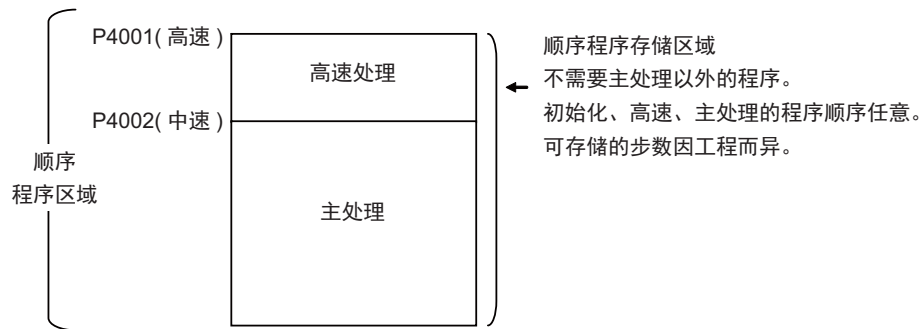 P4001( 高速 )
高速处理
P4002( 中速 )
主处理
顺序
程序区域
顺序程序存储区域
不需要主处理以外的程序。
初始化、高速、主处理的程序顺序任意。
可存储的步数因工程而异。